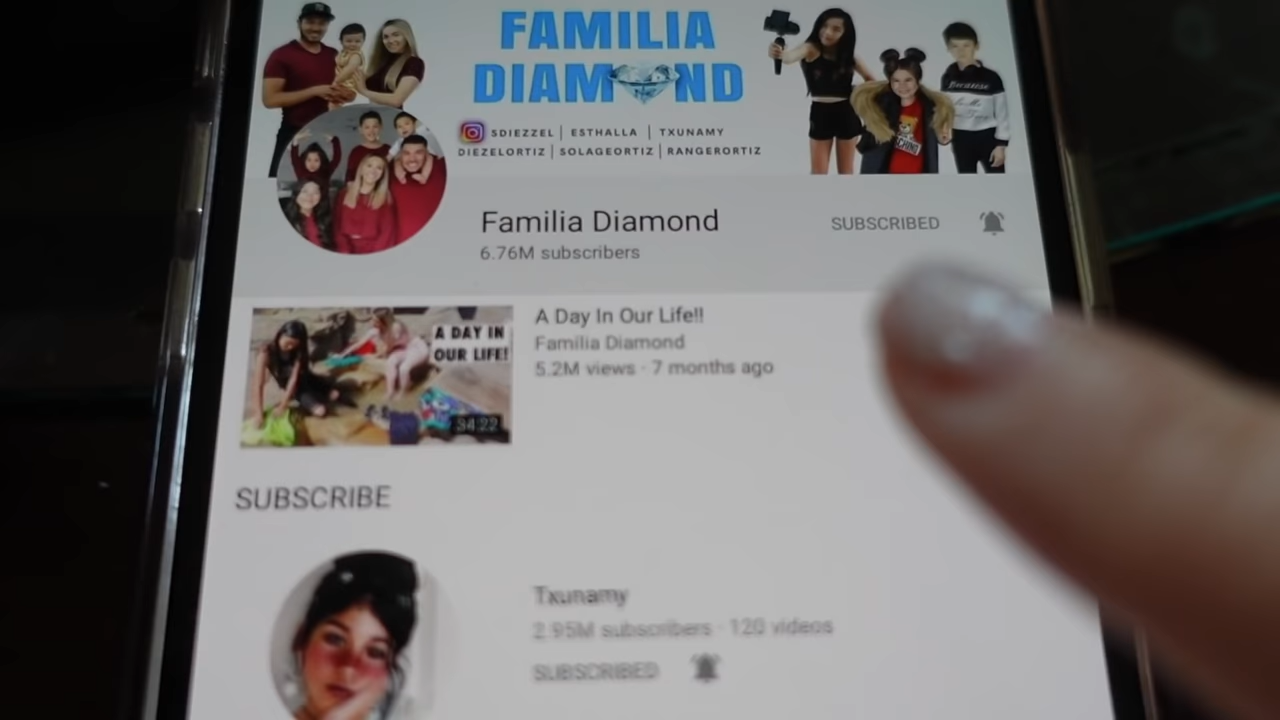 FAMILIA
DIAMOND
SDIEZZEL | ESTHALLA | TXUNAMY
DIEZELORTIZ | SOLAGEORTIZ | RANGERORTIZ
Familia Diamond
6.76M subscribers
SUBSCRIBED
A DAY IN
OUR LIFE!
34:22
A Day In Our Life!!
Familia Diamond
5.2M views · 7 months ago
SUBSCRIBE
Txunamy
2.95M subscribers · 120 videos
SUBSCRIBED